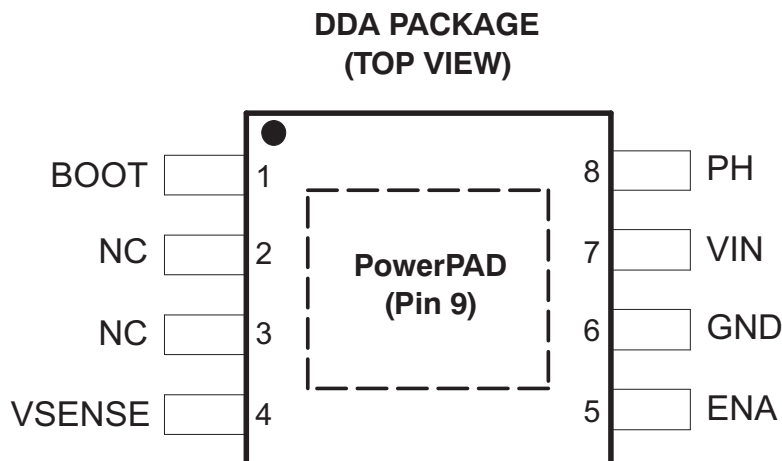 DDA PACKAGE
(TOP VIEW)
BOOT 1 8 PH
NC 2 7 VIN
PowerPAD
(Pin 9)
NC 3 6 GND
VSENSE 4 5 ENA